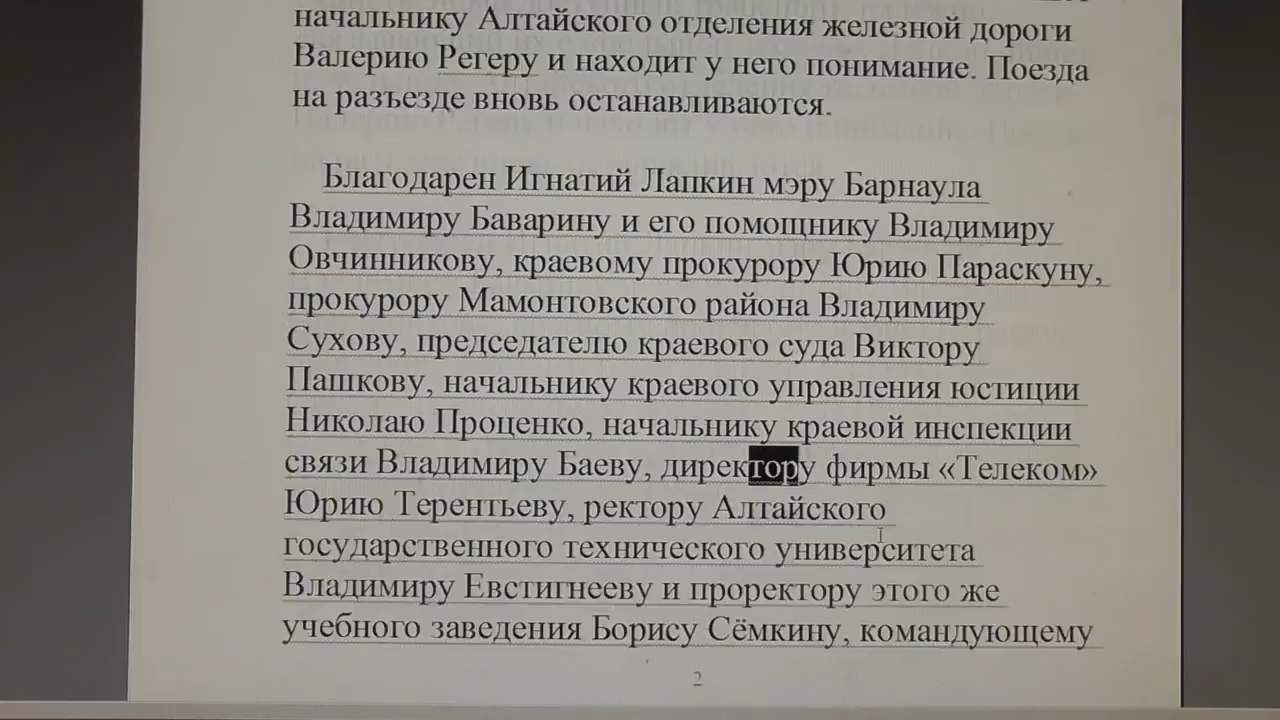 начальнику Алтайского отделения железной дороги
Валерию Регеру и находит у него понимание. Поезда
на разъезде вновь останавливаются.
Благодарен Игнатий Лапкин мэру Барнаула
Владимиру Баварину и его помощнику Владимиру
Овчинникову, краевому прокурору Юрию Параскуну,
прокурору Мамонтовского района Владимиру
Сухову, председателю краевого суда Виктору
Пашкову, начальнику краевого управления юстиции
Николаю Проценко, начальнику краевой инспекции
связи Владимиру Баеву, директору фирмы «Телеком»
Юрию Терентьеву, ректору Алтайского
государственного технического университета
Владимиру Евстигнееву и проректору этого же
учебного заведения Борису Сёмкину, командующему
2